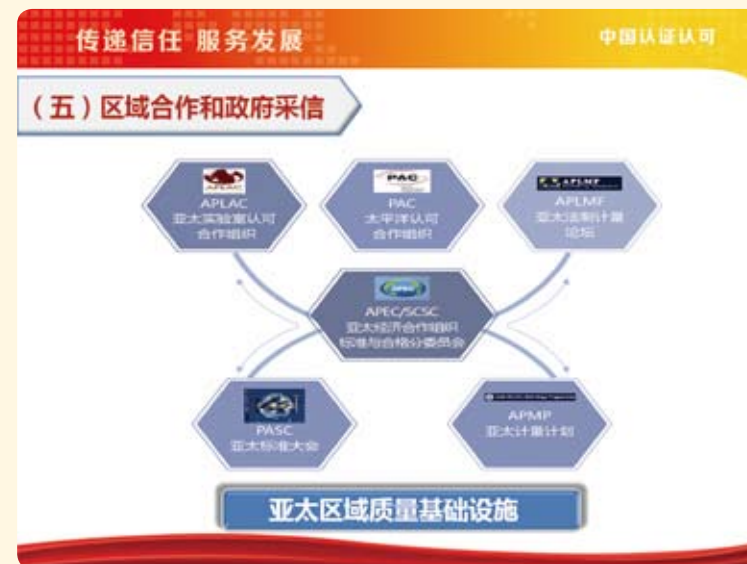 传递信任 服务发展
中国认证认可
（五）区域合作和政府采信
APLAC
APLAC
亚太实验室认可
合作组织
PAC
PAC
太平洋认可
合作组织
APLMF
APLMF
亚太法制计量
论坛
APEC
APEC/SCSC
亚太经济合作组织
标准与合格分委员会
PASC
亚太标准大会
APMP
亚太计量计划
亚太区域质量基础设施